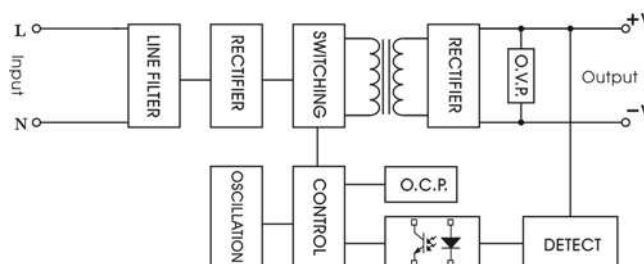 L
Input
N
LINE FILTER
RECTIFIER
SWITCHING
RECTIFIER
O.V.P.
+V
Output
-V
OSCILLATION
CONTROL
O.C.P.
DETECT